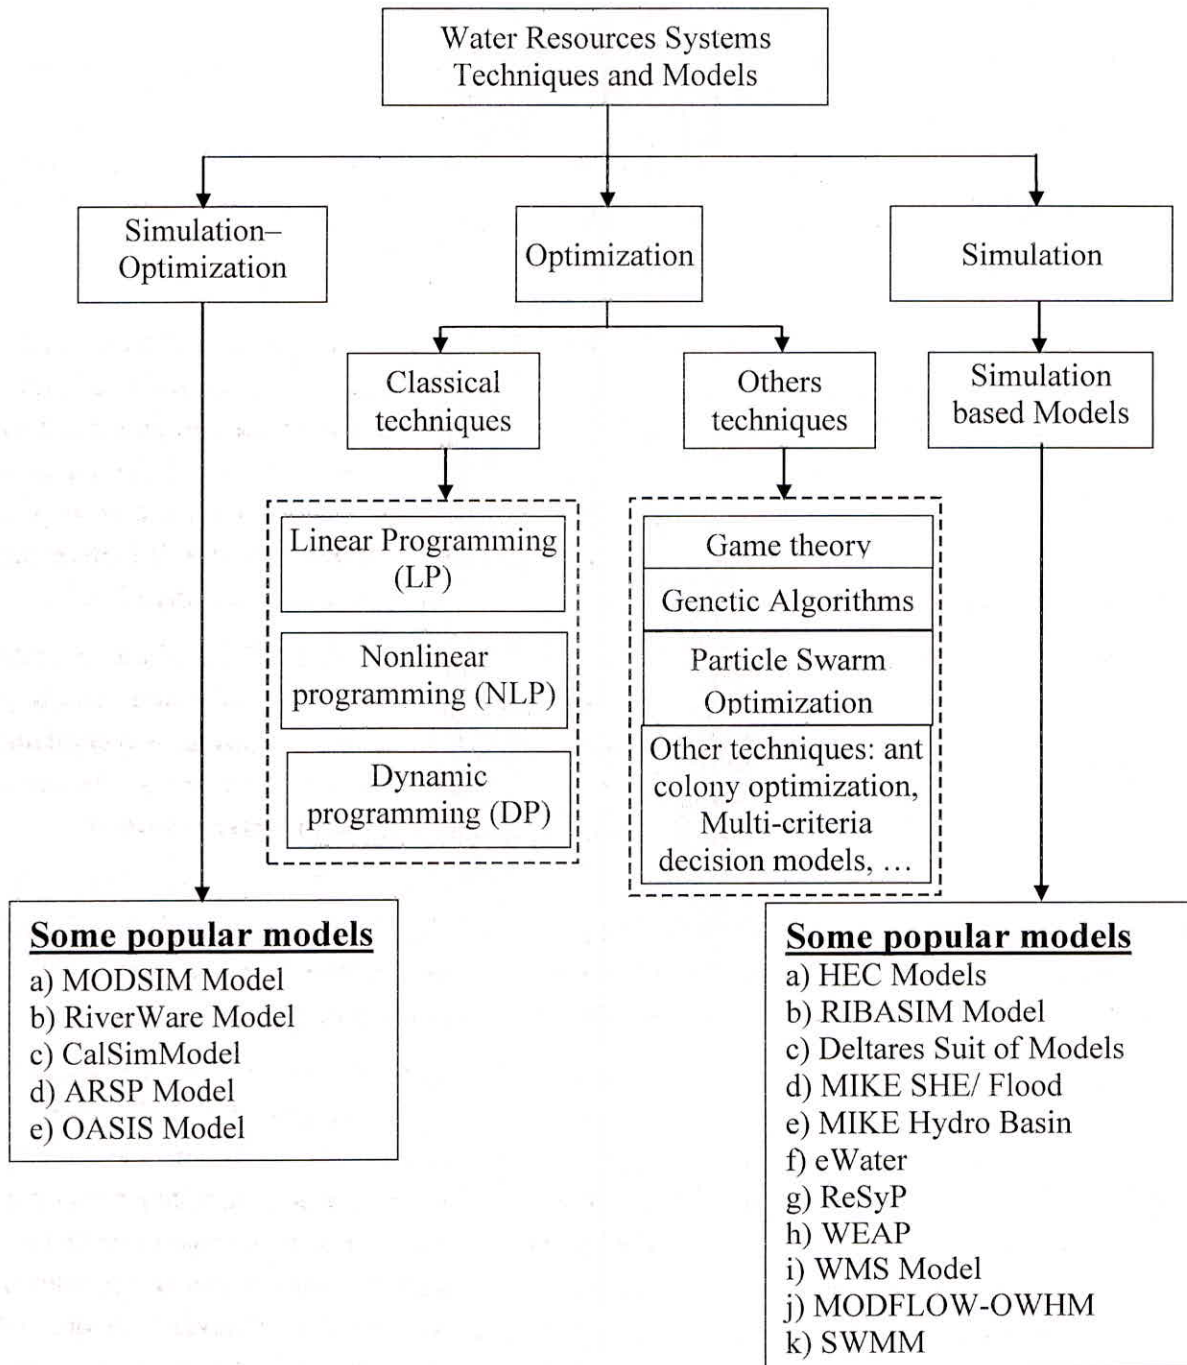 Water Resources Systems
Techniques and Models
Simulation–
Optimization
Optimization
Simulation
Classical
techniques
Others
techniques
Simulation
based Models
Linear Programming
(LP)
Nonlinear
programming (NLP)
Dynamic
programming (DP)
Game theory
Genetic Algorithms
Particle Swarm
Optimization
Other techniques: ant
colony optimization,
Multi-criteria
decision models, …
Some popular models
a) MODSIM Model
b) RiverWare Model
c) CalSimModel
d) ARSP Model
e) OASIS Model
Some popular models
a) HEC Models
b) RIBASIM Model
c) Deltares Suit of Models
d) MIKE SHE/ Flood
e) MIKE Hydro Basin
f) eWater
g) ReSyP
h) WEAP
i) WMS Model
j) MODFLOW-OWHM
k) SWMM